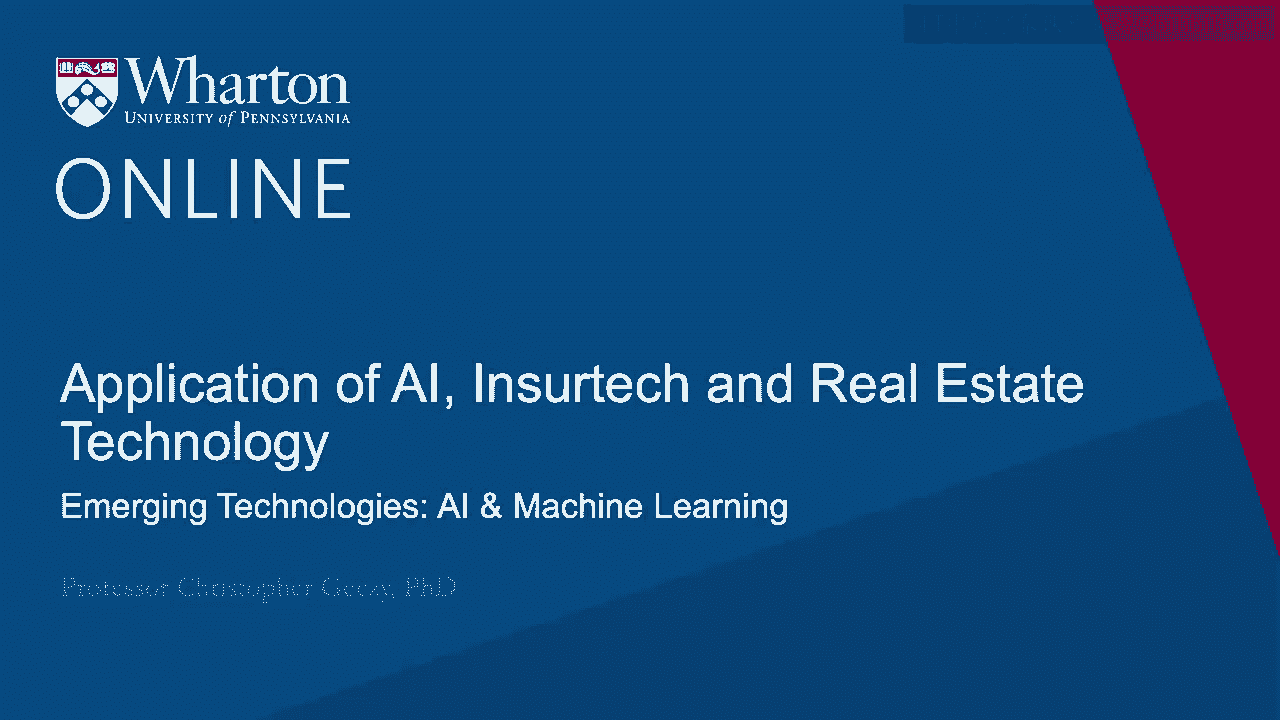 Wharton
UNIVERSITY of PENNSYLVANIA
ONLINE
Application of AI, Insurtech and Real Estate
Technology
Emerging Technologies: AI & Machine Learning
Professor Christopher Geczy, PhD